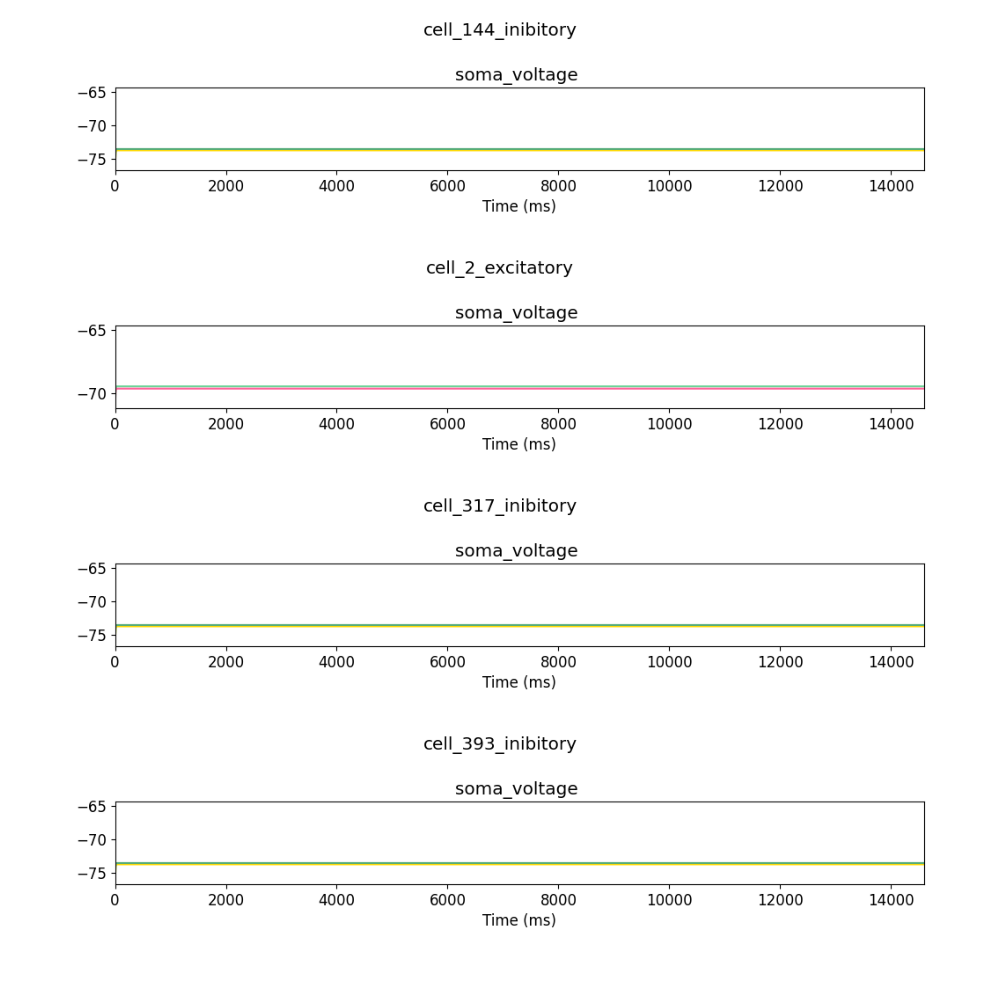 cell_144_inibitory
soma_voltage
−65
−70
−75
0 2000 4000 6000 8000 10000 12000 14000
Time (ms)
cell_2_excitatory
soma_voltage
−65
−70
0 2000 4000 6000 8000 10000 12000 14000
Time (ms)
cell_317_inibitory
soma_voltage
−65
−70
−75
0 2000 4000 6000 8000 10000 12000 14000
Time (ms)
cell_393_inibitory
soma_voltage
−65
−70
−75
0 2000 4000 6000 8000 10000 12000 14000
Time (ms)